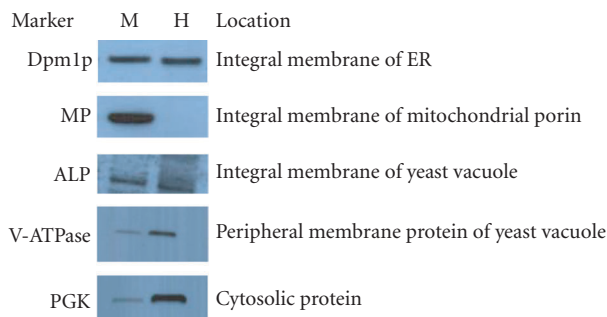 Marker M H Location
Dpm1p Integral membrane of ER
MP Integral membrane of mitochondrial porin
ALP Integral membrane of yeast vacuole
V-ATPase Peripheral membrane protein of yeast vacuole
PGK Cytosolic protein